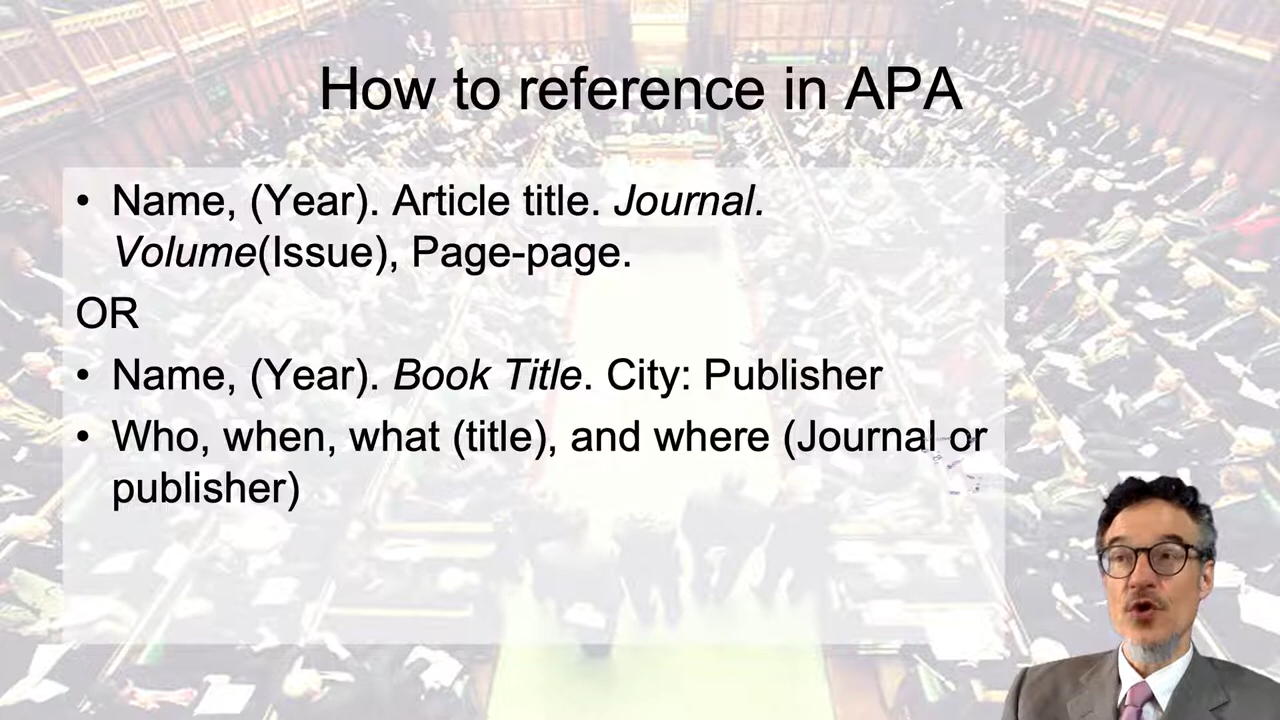 How to reference in APA
• Name, (Year). Article title. Journal.
Volume(Issue), Page-page.
OR
• Name, (Year). Book Title. City: Publisher
• Who, when, what (title), and where (Journal or
publisher)